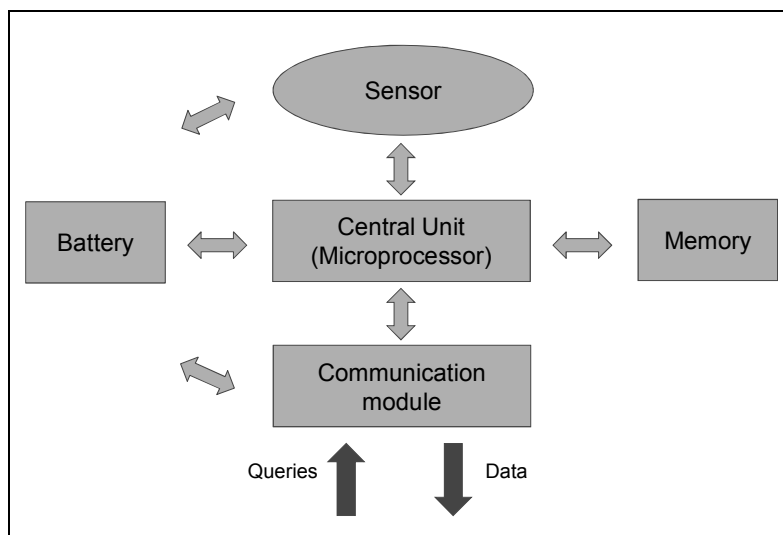 Sensor
Battery
Central Unit
(Microprocessor)
Memory
Communication
module
Queries
Data